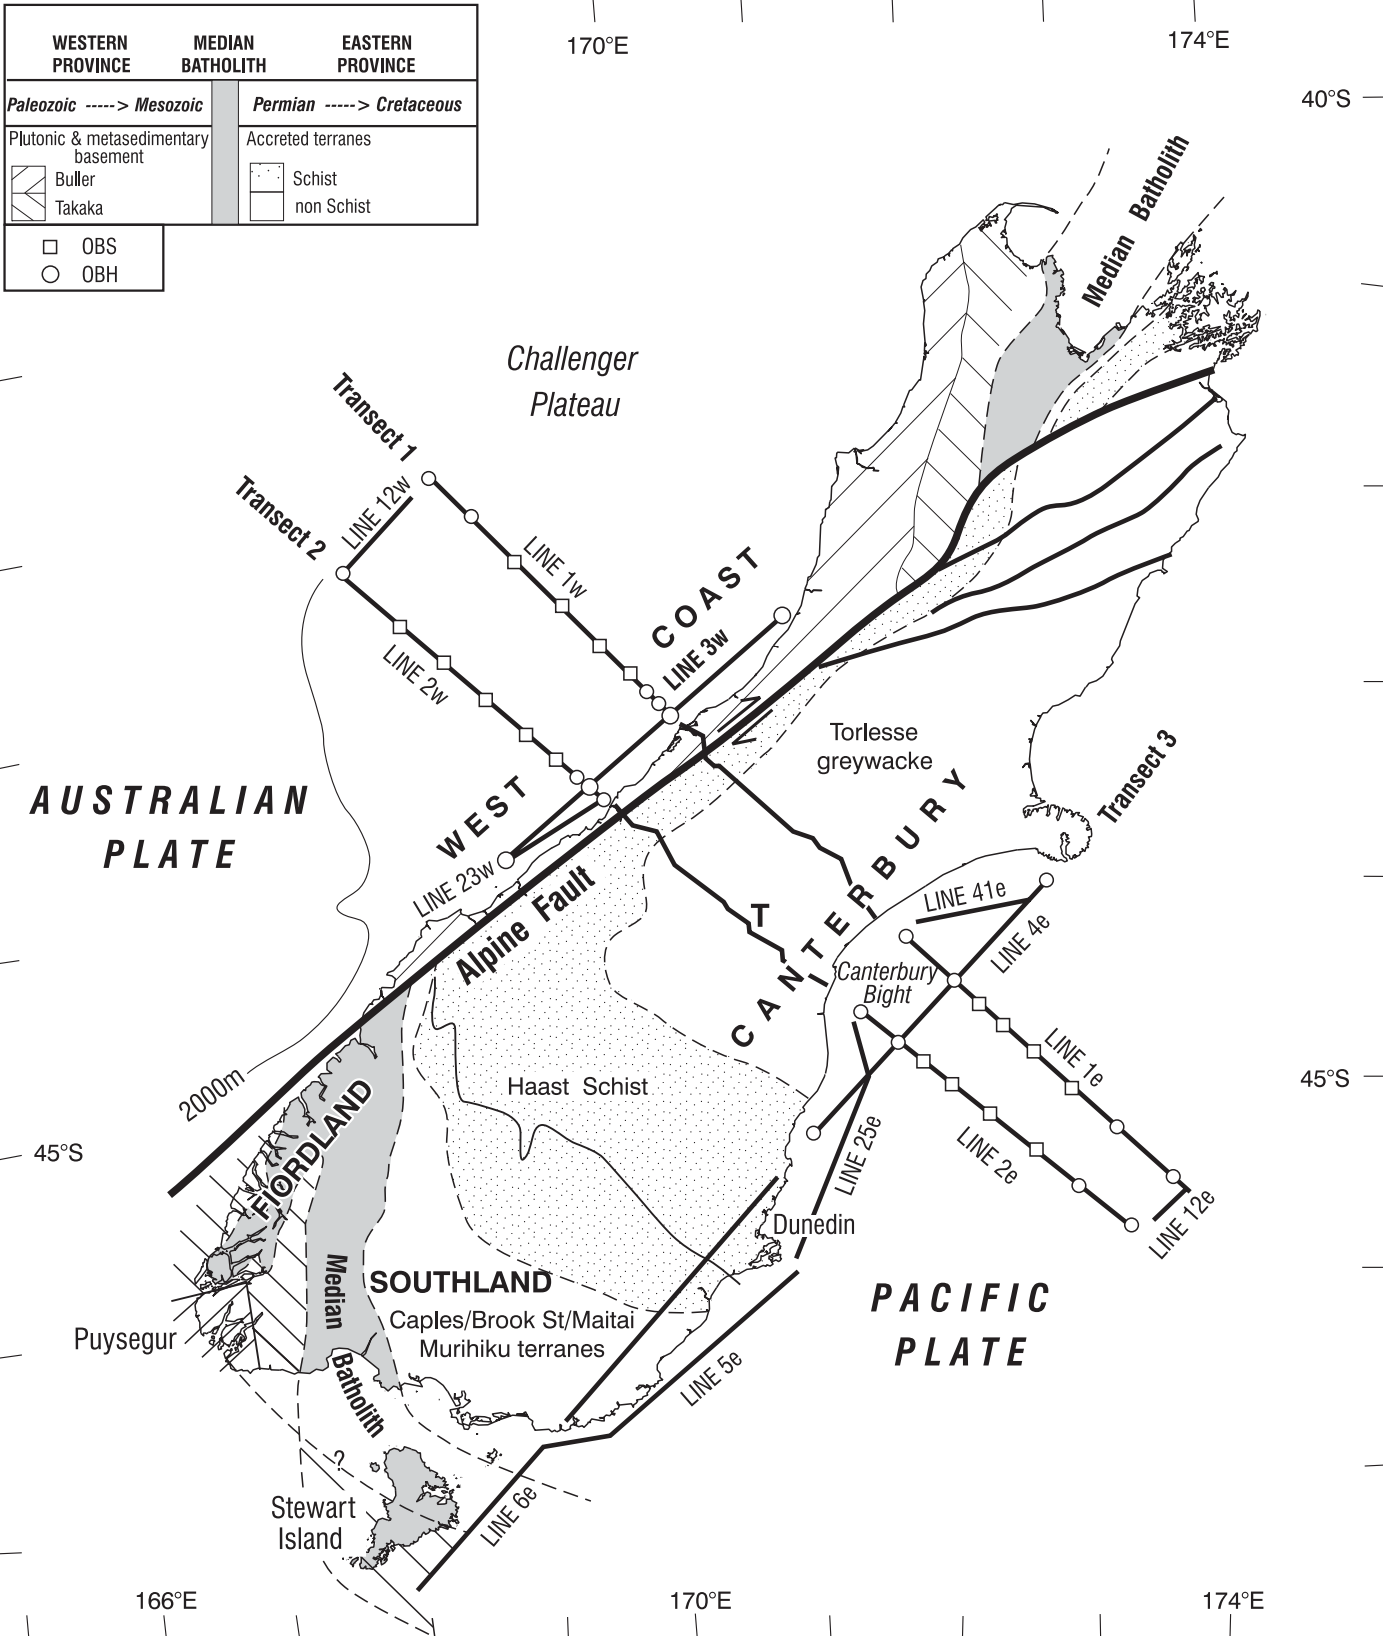 WESTERN PROVINCE
MEDIAN BATHOLITH
EASTERN PROVINCE
Paleozoic -----> Mesozoic
Permian -----> Cretaceous
Plutonic & metasedimentary
basement
Buller
Takaka
Accreted terranes
Schist
non Schist
OBS
OBH
170°E
174°E
40°S
Median Batholith
Challenger
Plateau
Transect 1
Transect 2
LINE 12w
LINE 1w
LINE 2w
WEST COAST
LINE 3w
LINE 23w
Torlesse
greywacke
Transect 3
AUSTRALIAN
PLATE
Alpine Fault
T
CANTERBURY
LINE 41e
LINE 4e
Canterbury
Bight
LINE 1e
45°S
2000m
Haast Schist
FIORDLAND
45°S
LINE 25e
LINE 2e
LINE 12e
Dunedin
Median
Batholith
SOUTHLAND
Caples/Brook St/Maitai
Murihiku terranes
PACIFIC
PLATE
Puysegur
LINE 5e
?
Stewart
Island
LINE 6e
166°E
170°E
174°E